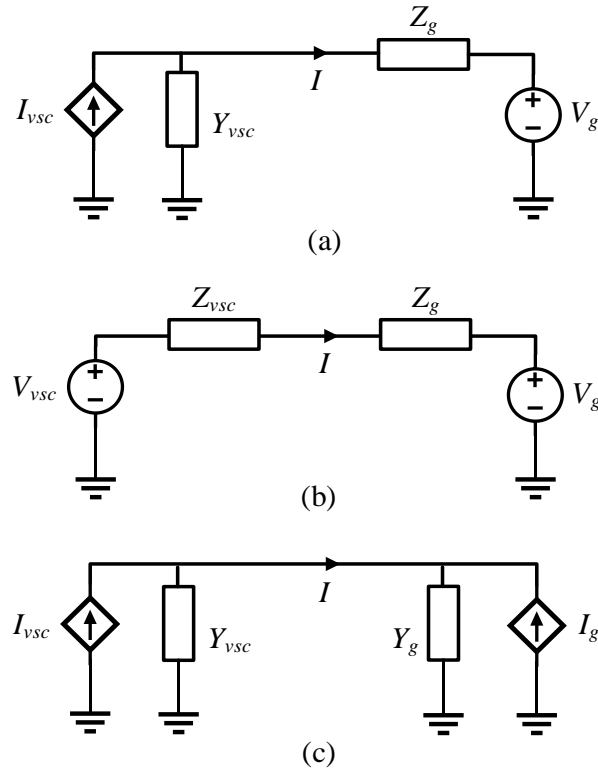 Z_g
I_vsc
Y_vsc
I
+
−
V_g
(a)
Z_vsc
Z_g
V_vsc
+
−
I
+
−
V_g
(b)
I
I_vsc
Y_vsc
Y_g
I_g
(c)